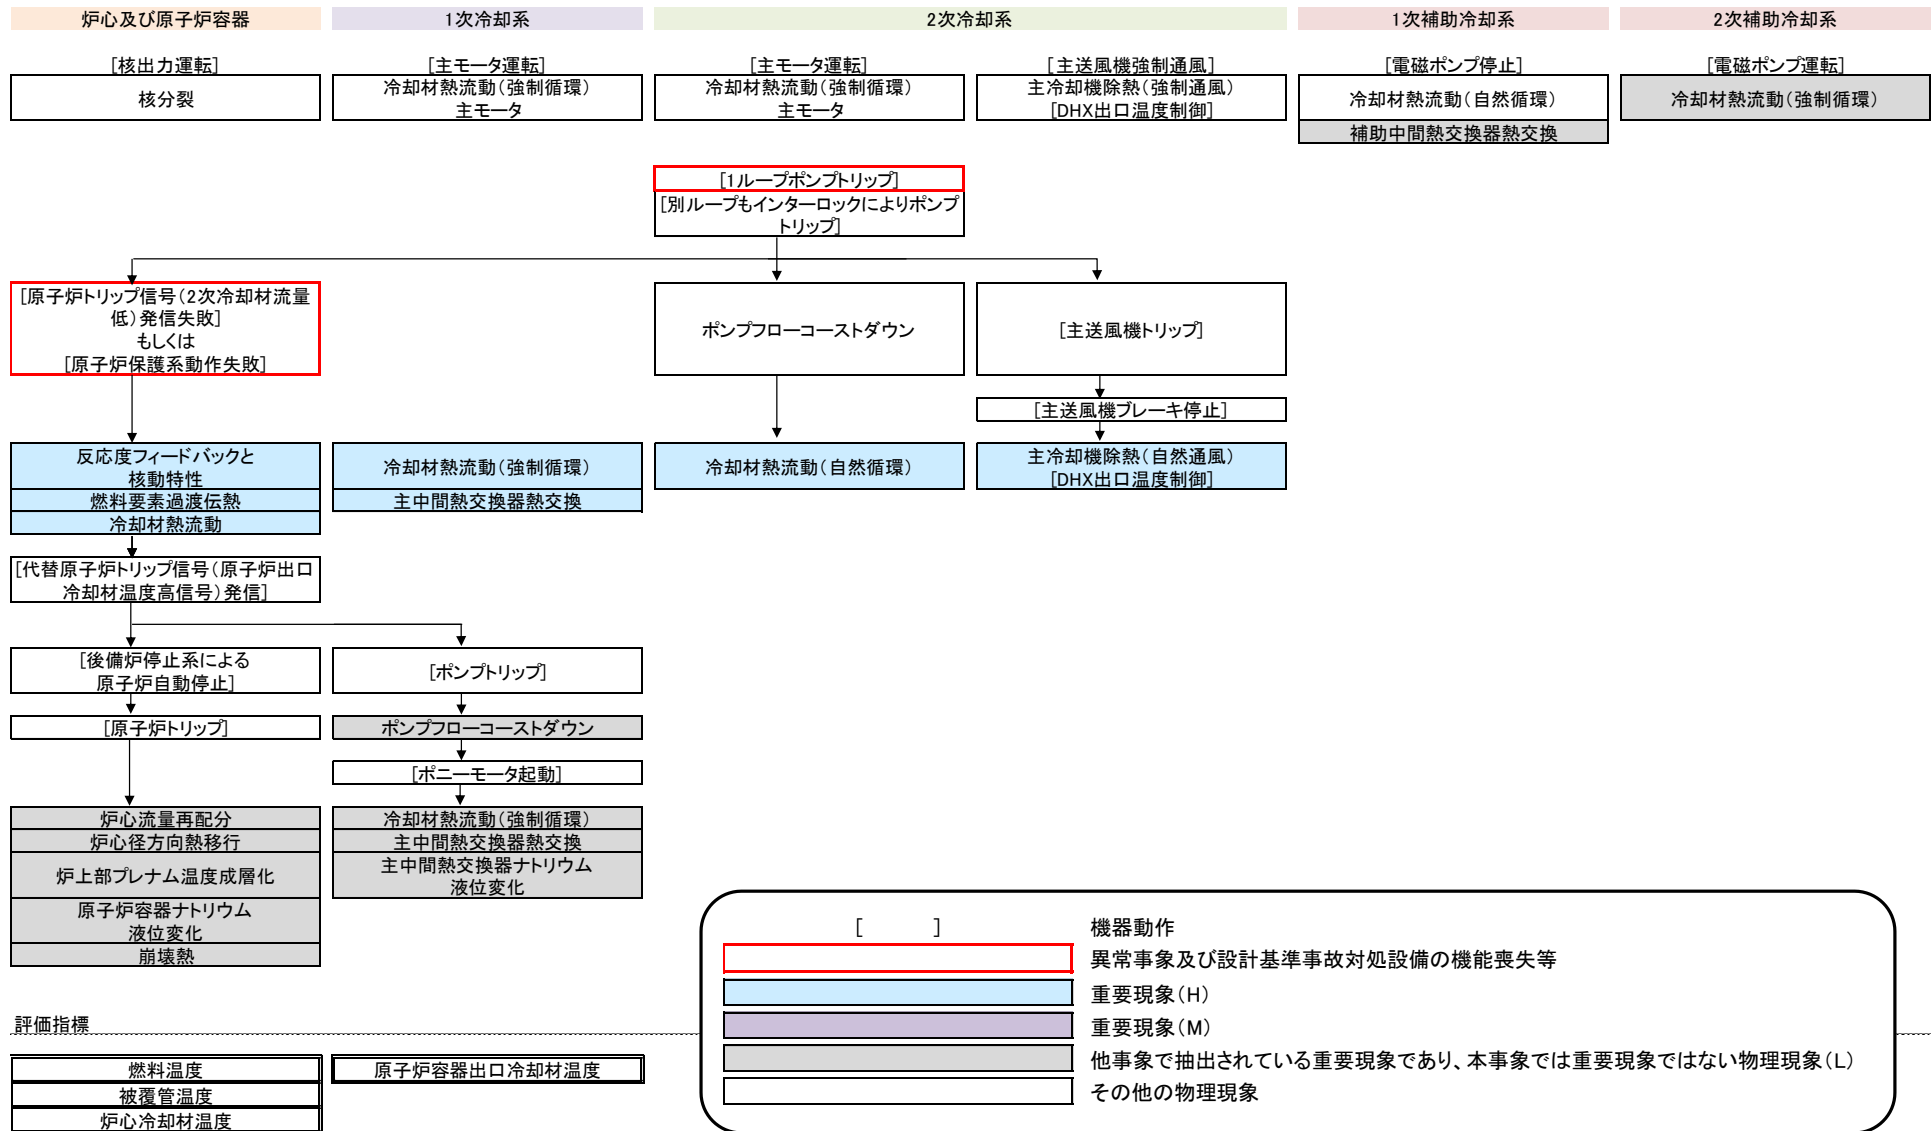 炉心及び原子炉容器
1次冷却系
2次冷却系
1次補助冷却系
2次補助冷却系
[核出力運転]
[主モータ運転]
[主モータ運転]
[主送風機強制通風]
[電磁ポンプ停止]
[電磁ポンプ運転]
核分裂
冷却材熱流動(強制循環)
主モータ
冷却材熱流動(強制循環)
主モータ
主冷却機除熱(強制通風)
[DHX出口温度制御]
冷却材熱流動(自然循環)
補助中間熱交換器熱交換
冷却材熱流動(強制循環)
[1ループポンプトリップ]
[別ループもインターロックによりポンプ
トリップ]
[原子炉トリップ信号(2次冷却材流量
低)発信失敗]
もしくは
[原子炉保護系動作失敗]
ポンプフローコーストダウン
[主送風機トリップ]
[主送風機ブレーキ停止]
反応度フィードバックと
核動特性
燃料要素過渡伝熱
冷却材熱流動
冷却材熱流動(強制循環)
主中間熱交換器熱交換
冷却材熱流動(自然循環)
主冷却機除熱(自然通風)
[DHX出口温度制御]
[代替原子炉トリップ信号(原子炉出口
冷却材温度高信号)発信]
[後備炉停止系による
原子炉自動停止]
[ポンプトリップ]
[原子炉トリップ]
ポンプフローコーストダウン
[ポニーモータ起動]
炉心流量再配分
炉心径方向熱移行
炉上部プレナム温度成層化
原子炉容器ナトリウム
液位変化
崩壊熱
冷却材熱流動(強制循環)
主中間熱交換器熱交換
主中間熱交換器ナトリウム
液位変化
[ ] 機器動作
異常事象及び設計基準事故対処設備の機能喪失等
重要現象(H)
重要現象(M)
他事象で抽出されている重要現象であり、本事象では重要現象ではない物理現象(L)
その他の物理現象
評価指標
燃料温度
被覆管温度
炉心冷却材温度
原子炉容器出口冷却材温度